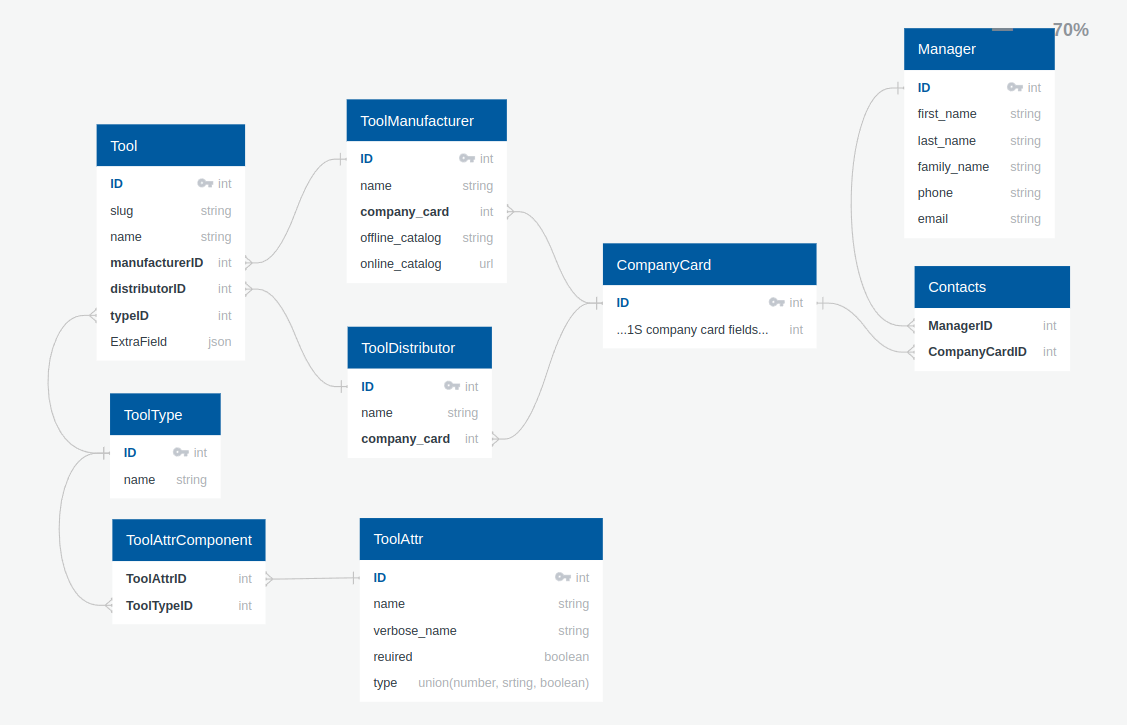 70%
Manager
ID int
first_name string
last_name string
family_name string
phone string
email string
ToolManufacturer
ID int
name string
company_card int
offline_catalog string
online_catalog url
Tool
ID int
slug string
name string
manufacturerID int
distributorID int
typeID int
ExtraField json
CompanyCard
ID int
...1S company card fields... int
Contacts
ManagerID int
CompanyCardID int
ToolDistributor
ID int
name string
company_card int
ToolType
ID int
name string
ToolAttrComponent
ToolAttrID int
ToolTypeID int
ToolAttr
ID int
name string
verbose_name string
reuired boolean
type union(number, srting, boolean)